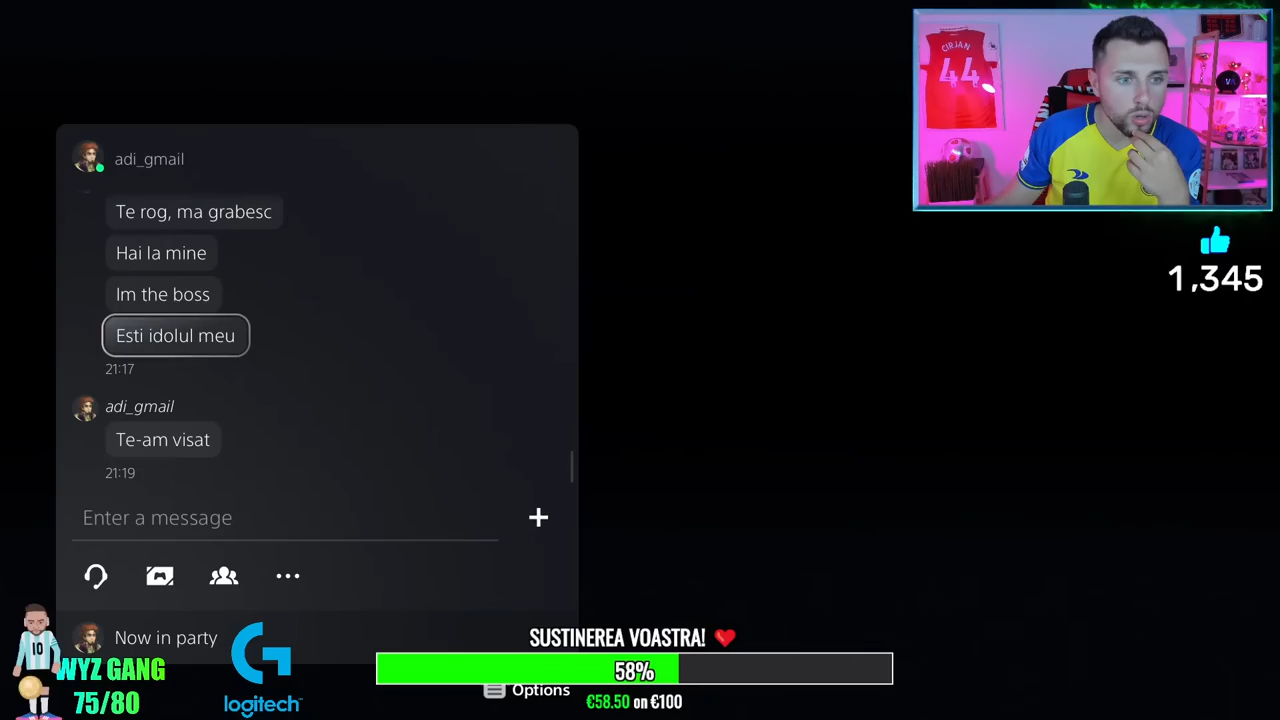 adi_gmail
Te rog, ma grabesc
Hai la mine
Im the boss
Esti idolul meu
21:17
adi_gmail
Te-am visat
21:19
Enter a message
Now in party
Options
CIRJAN
44
1,345
SUSTINEREA VOASTRA!
58%
€58.50 on €100
10
WYZ GANG
75/80
logitech